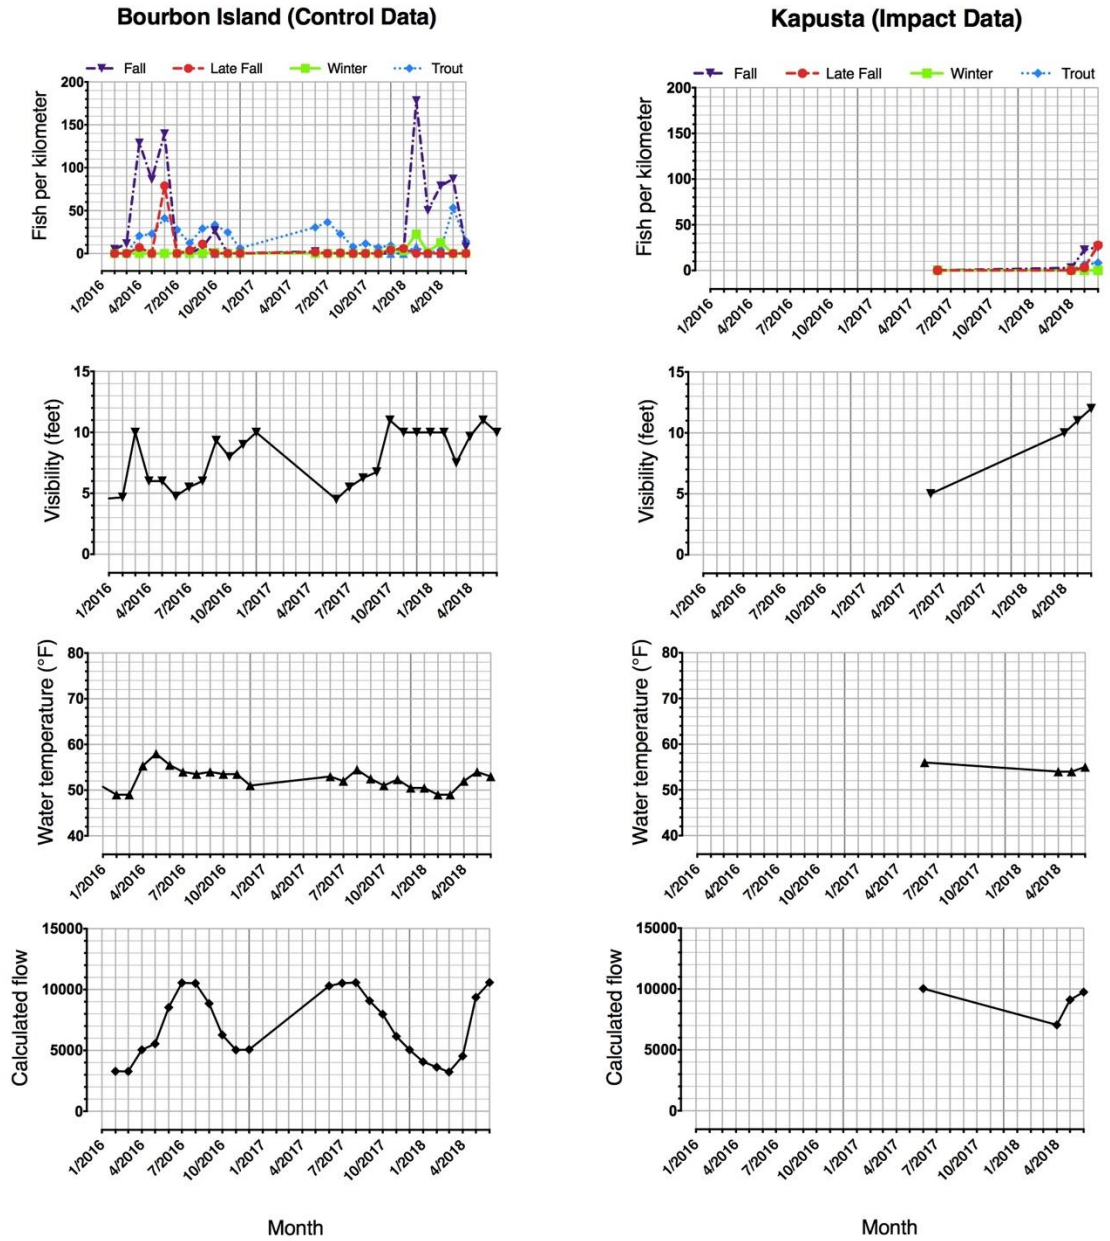 Bourbon Island (Control Data)
Fall Late Fall Winter Trout
Fish per kilometer
200
150
100
50
0
1/2016 4/2016 7/2016 10/2016 1/2017 4/2017 7/2017 10/2017 1/2018 4/2018
Visibility (feet)
15
10
5
0
1/2016 4/2016 7/2016 10/2016 1/2017 4/2017 7/2017 10/2017 1/2018 4/2018
Water temperature (°F)
80
70
60
50
40
1/2016 4/2016 7/2016 10/2016 1/2017 4/2017 7/2017 10/2017 1/2018 4/2018
Calculated flow
15000
10000
5000
0
1/2016 4/2016 7/2016 10/2016 1/2017 4/2017 7/2017 10/2017 1/2018 4/2018
Month
Kapusta (Impact Data)
Fall Late Fall Winter Trout
Fish per kilometer
200
150
100
50
0
1/2016 4/2016 7/2016 10/2016 1/2017 4/2017 7/2017 10/2017 1/2018 4/2018
Visibility (feet)
15
10
5
0
1/2016 4/2016 7/2016 10/2016 1/2017 4/2017 7/2017 10/2017 1/2018 4/2018
Water temperature (°F)
80
70
60
50
40
1/2016 4/2016 7/2016 10/2016 1/2017 4/2017 7/2017 10/2017 1/2018 4/2018
Calculated flow
15000
10000
5000
0
1/2016 4/2016 7/2016 10/2016 1/2017 4/2017 7/2017 10/2017 1/2018 4/2018
Month